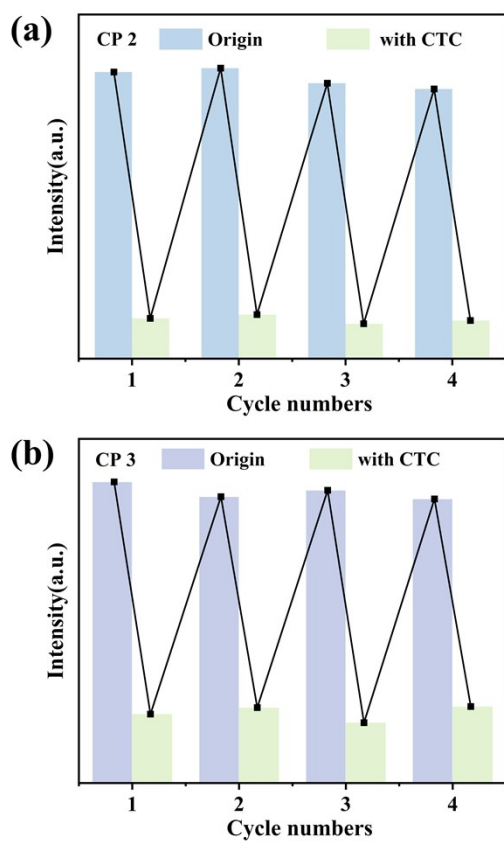 (a)
CP 2 Origin with CTC
Intensity(a.u.)
1 2 3 4
Cycle numbers
(b)
CP 3 Origin with CTC
Intensity(a.u.)
1 2 3 4
Cycle numbers